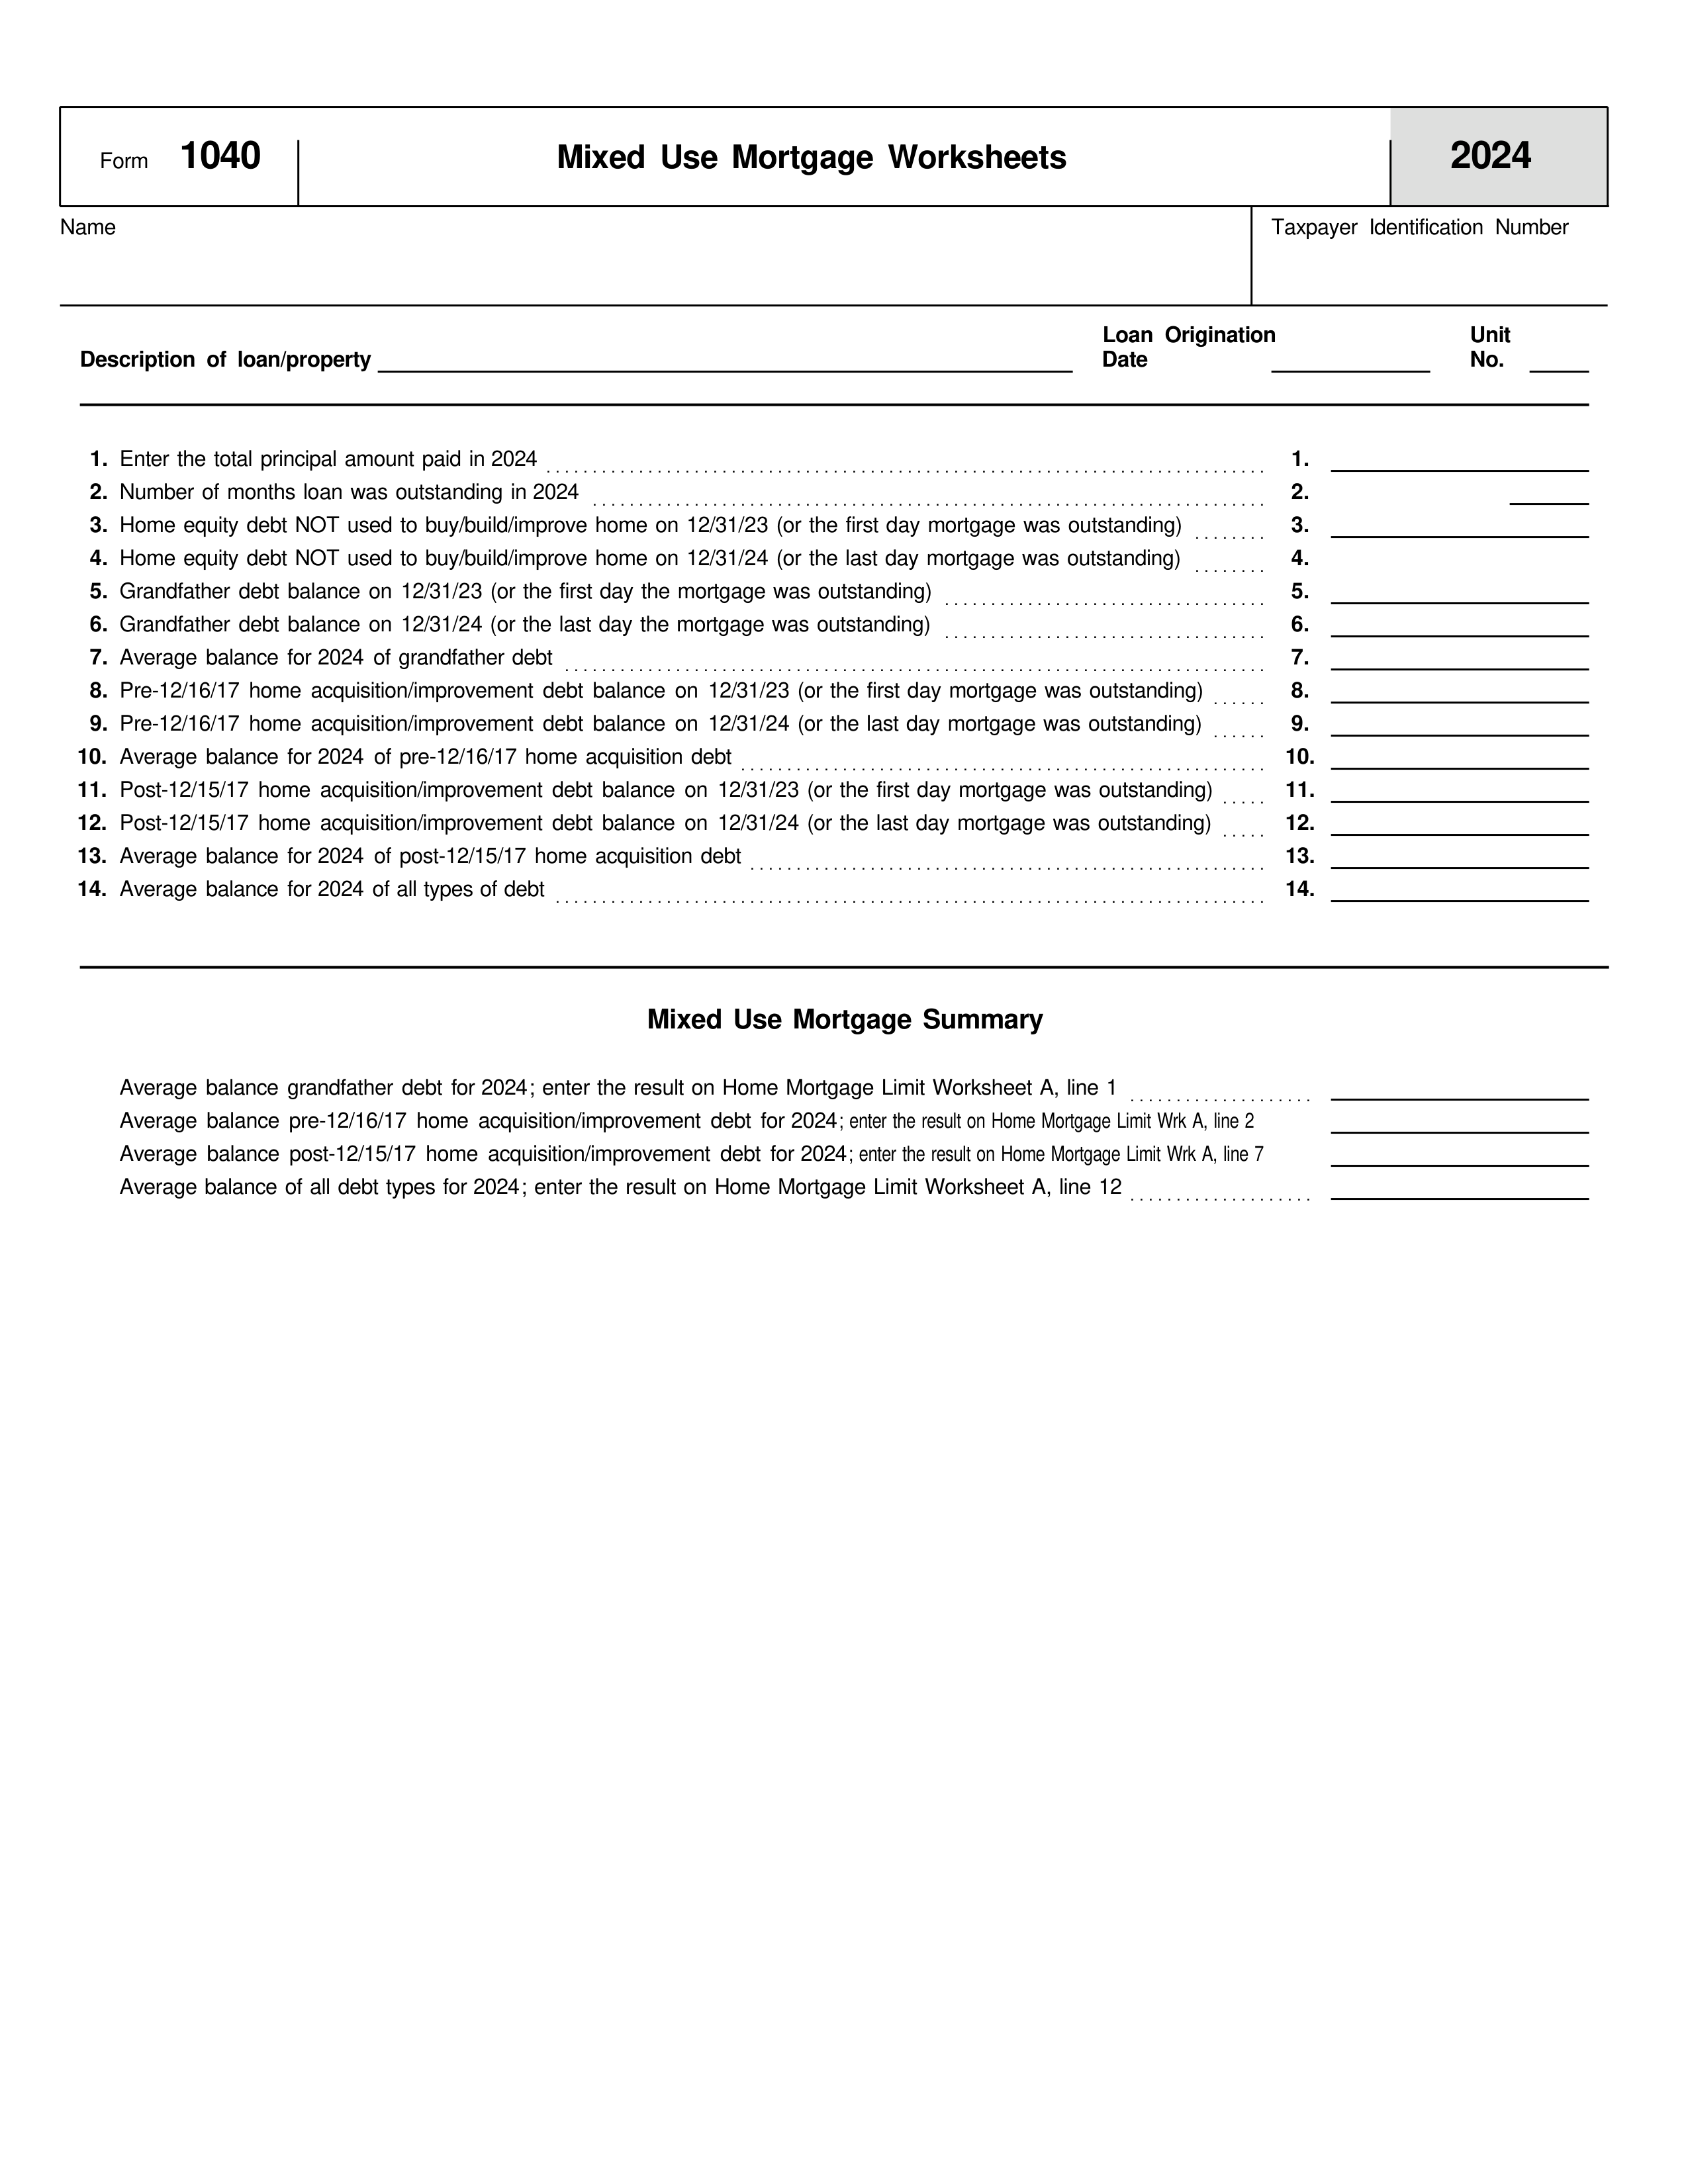 Form 1040 Mixed Use Mortgage Worksheets 2024
Name Taxpayer Identification Number
Loan Origination Unit
Description of loan/property Date No.
1. Enter the total principal amount paid in 2024 1.
2. Number of months loan was outstanding in 2024 2.
3. Home equity debt NOT used to buy/build/improve home on 12/31/23 (or the first day mortgage was outstanding) 3.
4. Home equity debt NOT used to buy/build/improve home on 12/31/24 (or the last day mortgage was outstanding) 4.
5. Grandfather debt balance on 12/31/23 (or the first day the mortgage was outstanding) 5.
6. Grandfather debt balance on 12/31/24 (or the last day the mortgage was outstanding) 6.
7. Average balance for 2024 of grandfather debt 7.
8. Pre-12/16/17 home acquisition/improvement debt balance on 12/31/23 (or the first day mortgage was outstanding) 8.
9. Pre-12/16/17 home acquisition/improvement debt balance on 12/31/24 (or the last day mortgage was outstanding) 9.
10. Average balance for 2024 of pre-12/16/17 home acquisition debt 10.
11. Post-12/15/17 home acquisition/improvement debt balance on 12/31/23 (or the first day mortgage was outstanding) 11.
12. Post-12/15/17 home acquisition/improvement debt balance on 12/31/24 (or the last day mortgage was outstanding) 12.
13. Average balance for 2024 of post-12/15/17 home acquisition debt 13.
14. Average balance for 2024 of all types of debt 14.
Mixed Use Mortgage Summary
Average balance grandfather debt for 2024; enter the result on Home Mortgage Limit Worksheet A, line 1
Average balance pre-12/16/17 home acquisition/improvement debt for 2024; enter the result on Home Mortgage Limit Wrk A, line 2
Average balance post-12/15/17 home acquisition/improvement debt for 2024; enter the result on Home Mortgage Limit Wrk A, line 7
Average balance of all debt types for 2024; enter the result on Home Mortgage Limit Worksheet A, line 12